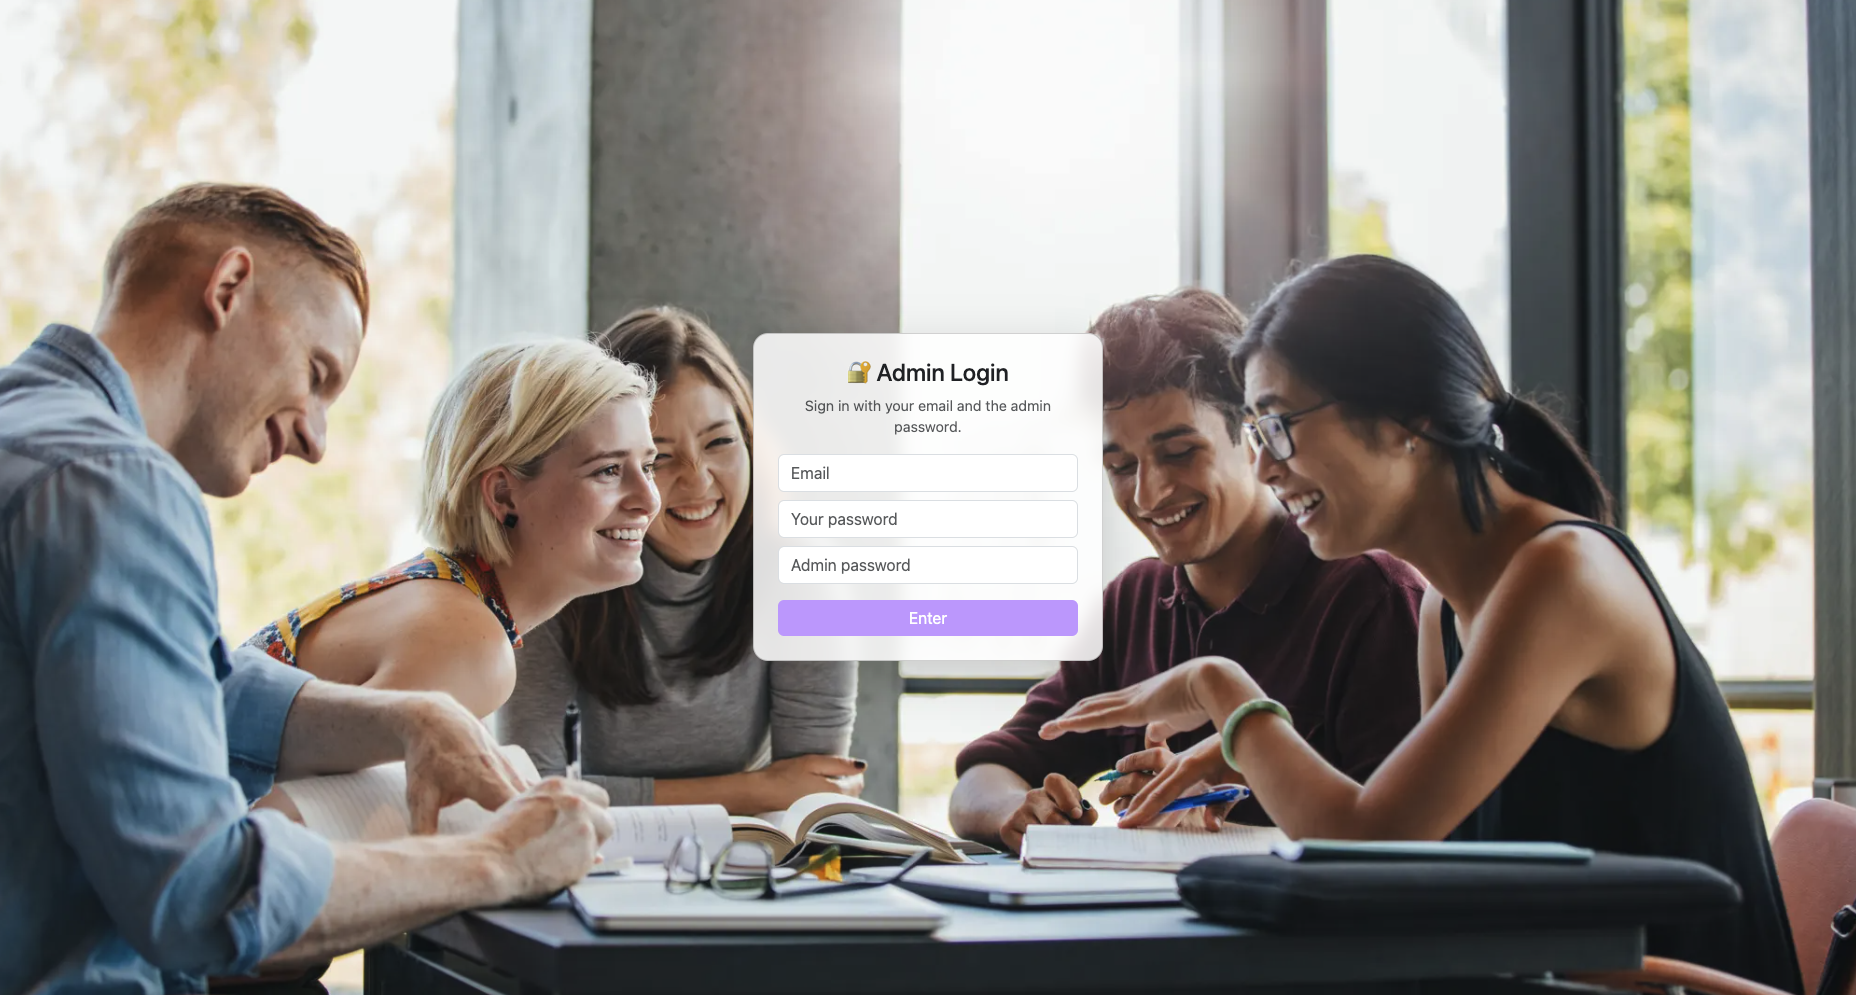 🔐 Admin Login
Sign in with your email and the admin
password.
Email
Your password
Admin password
Enter